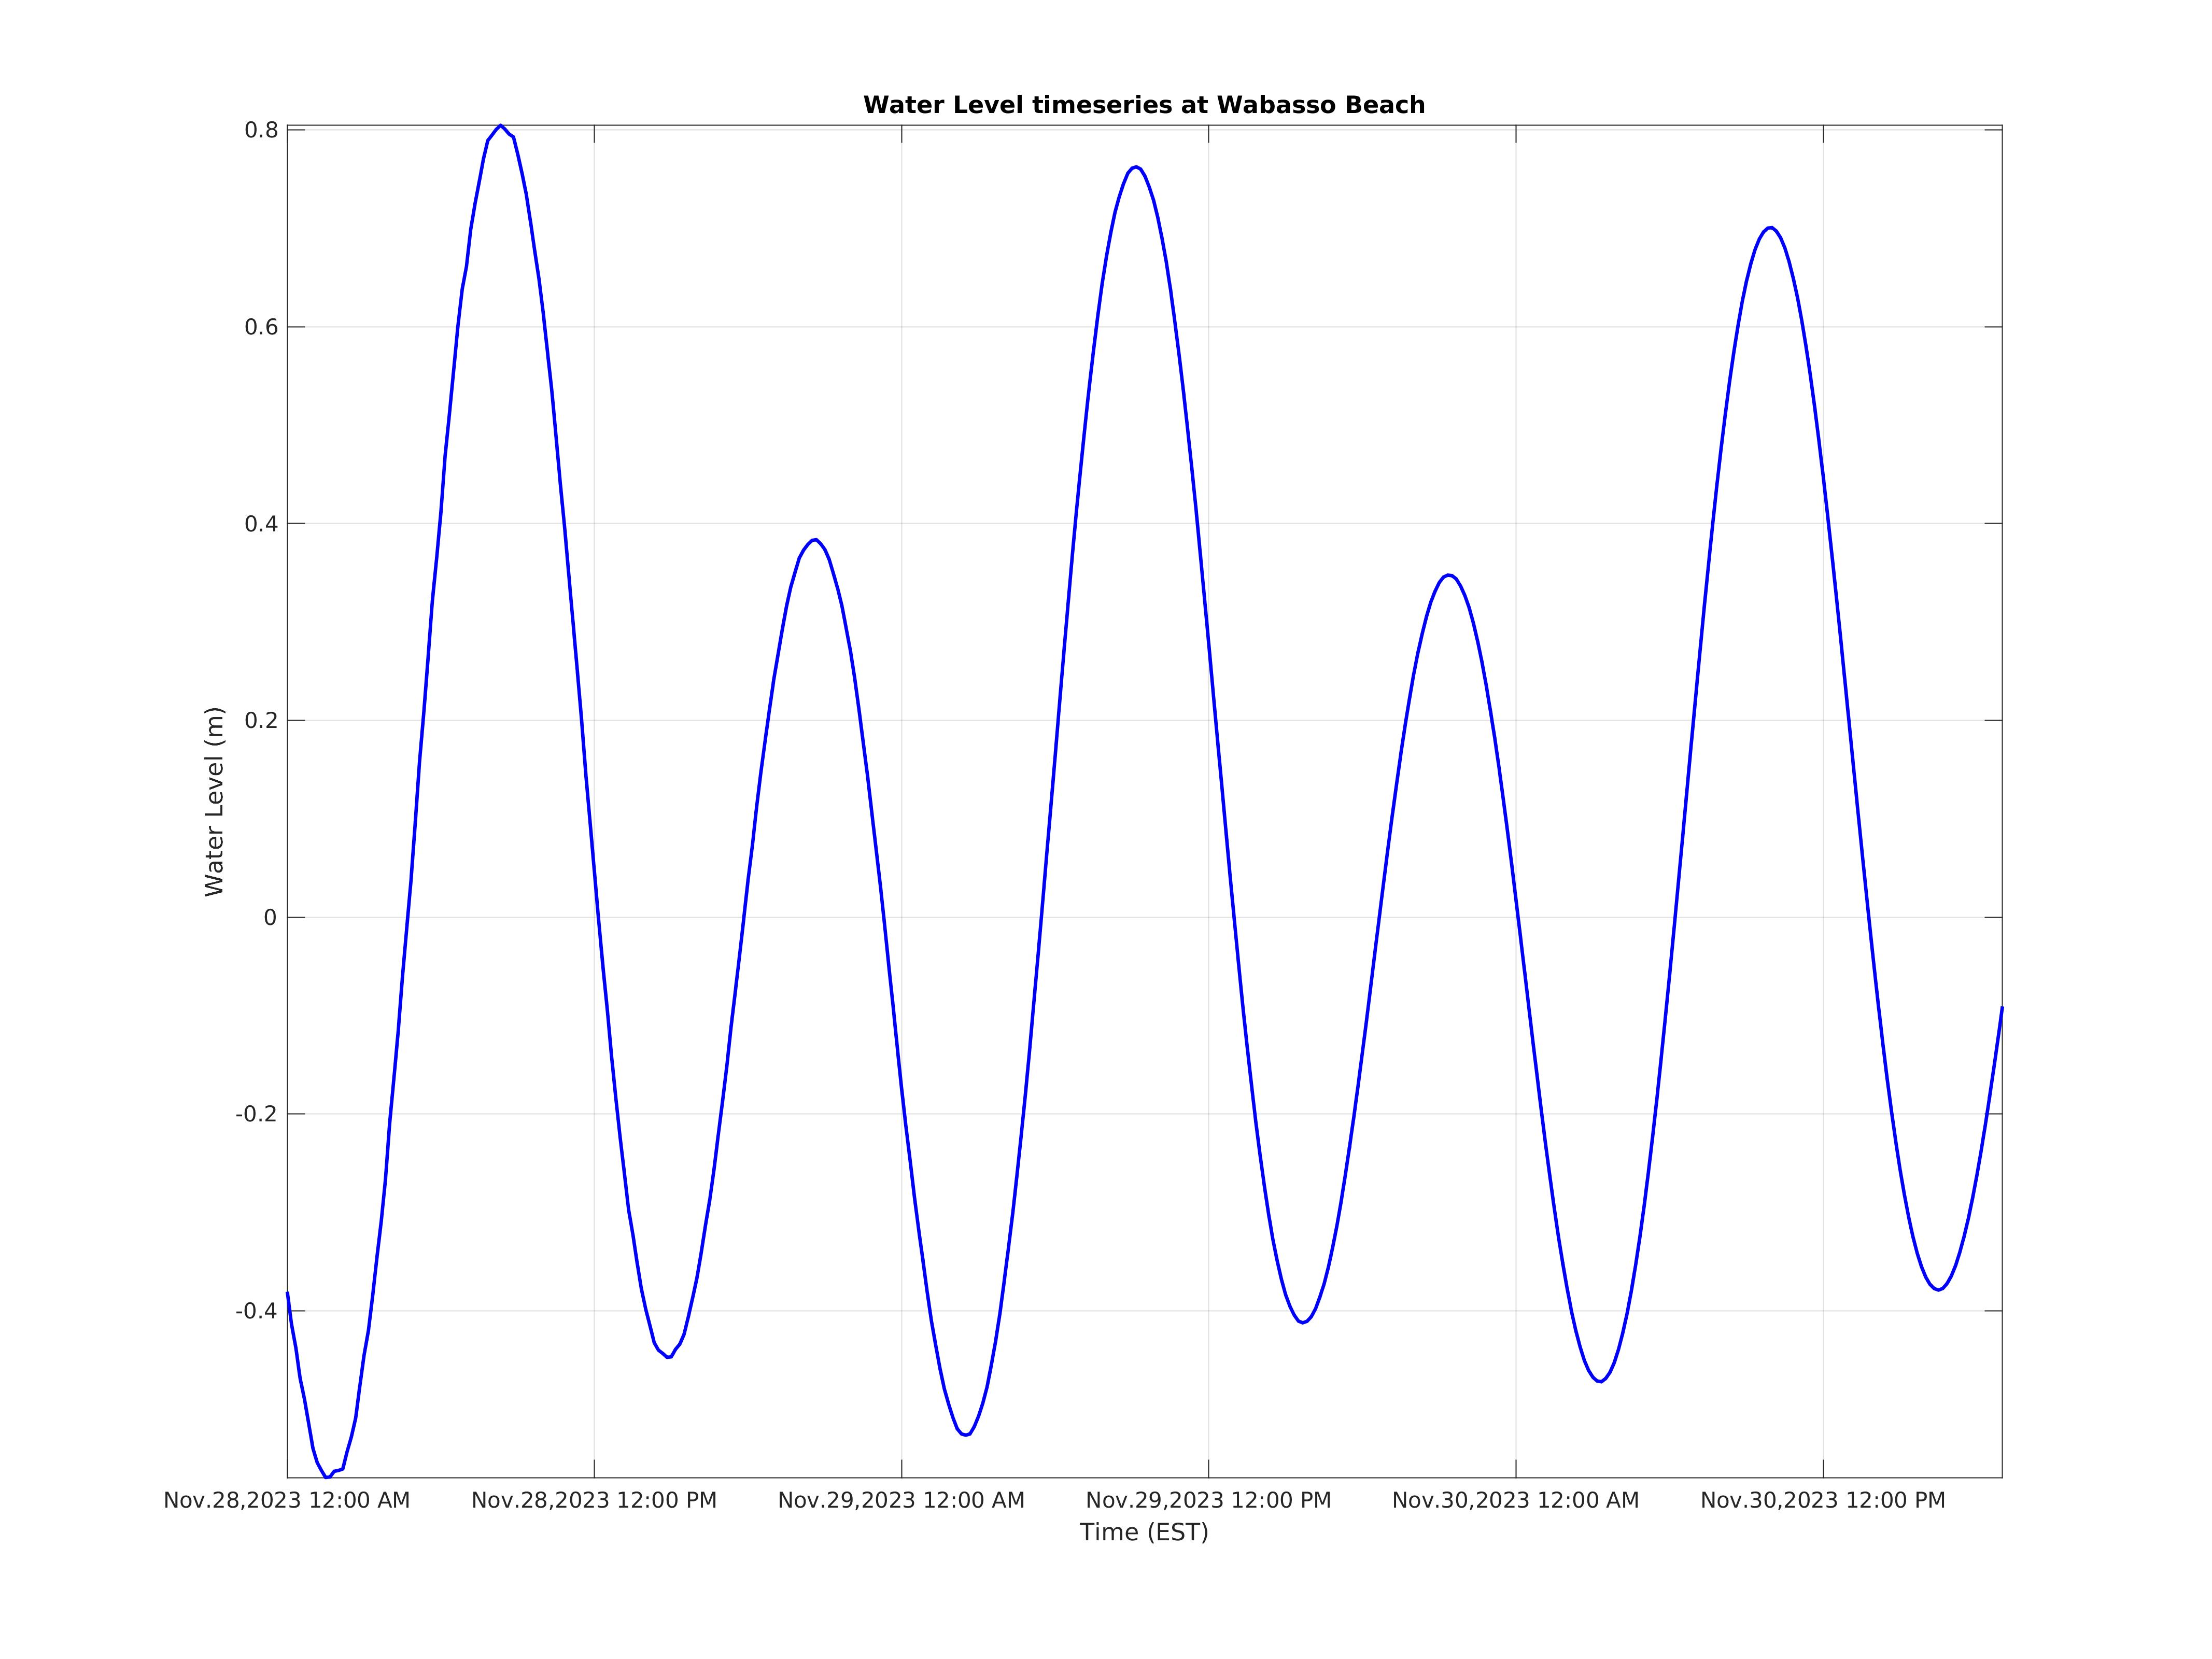 Water Level timeseries at Wabasso Beach
0.8
0.6
0.4
0.2
0
-0.2
-0.4
Water Level (m)
Nov.28,2023 12:00 AM
Nov.28,2023 12:00 PM
Nov.29,2023 12:00 AM
Nov.29,2023 12:00 PM
Nov.30,2023 12:00 AM
Nov.30,2023 12:00 PM
Time (EST)